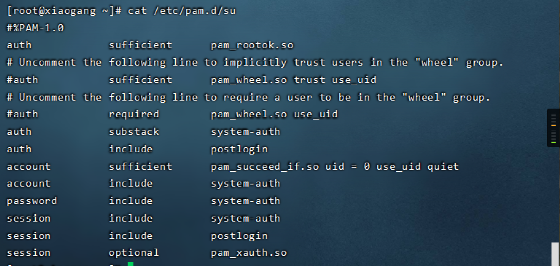 [root@xiaogang ~]# cat /etc/pam.d/su
#%PAM-1.0
auth sufficient pam_rootok.so
# Uncomment the following line to implicitly trust users in the "wheel" group.
#auth sufficient pam_wheel.so trust use_uid
# Uncomment the following line to require a user to be in the "wheel" group.
#auth required pam_wheel.so use_uid
auth substack system-auth
auth include postlogin
account sufficient pam_succeed_if.so uid = 0 use_uid quiet
account include system-auth
password include system-auth
session include system-auth
session include postlogin
session optional pam_xauth.so